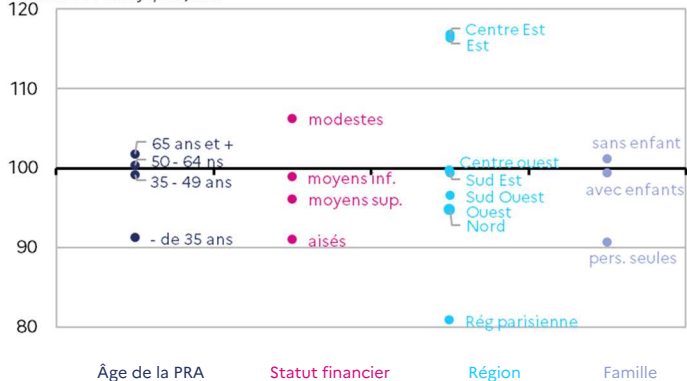 120
Centre Est
Est
110
modestes
65 ans et +
50 - 64 ns
sans enfant
100
Centre ouest
35 - 49 ans
moyens inf.
Sud Est
avec enfants
moyens sup.
Sud Ouest
Ouest
Nord
90
- de 35 ans
aisés
pers. seules
80
Rég parisienne
Âge de la PRA
Statut financier
Région
Famille